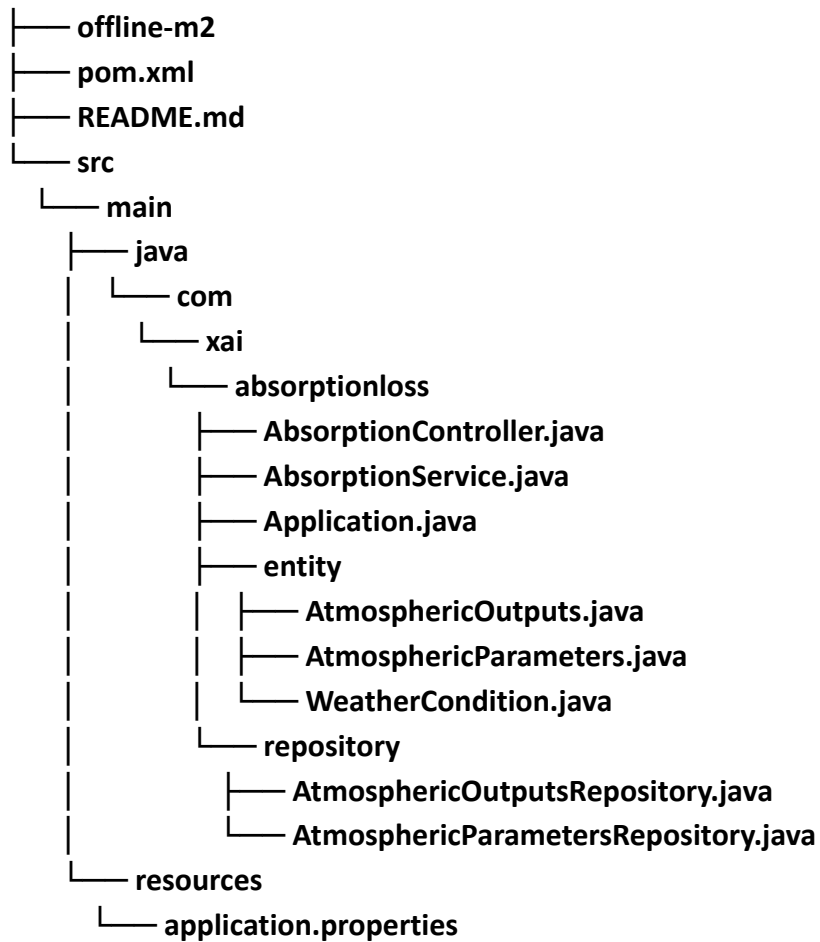 ├── offline-m2
├── pom.xml
├── README.md
└── src
    └── main
        ├── java
        │   └── com
        │       └── xai
        │           └── absorptionloss
        │               ├── AbsorptionController.java
        │               ├── AbsorptionService.java
        │               ├── Application.java
        │               ├── entity
        │               │   ├── AtmosphericOutputs.java
        │               │   ├── AtmosphericParameters.java
        │               │   └── WeatherCondition.java
        │               └── repository
        │                   ├── AtmosphericOutputsRepository.java
        │                   └── AtmosphericParametersRepository.java
        └── resources
            └── application.properties